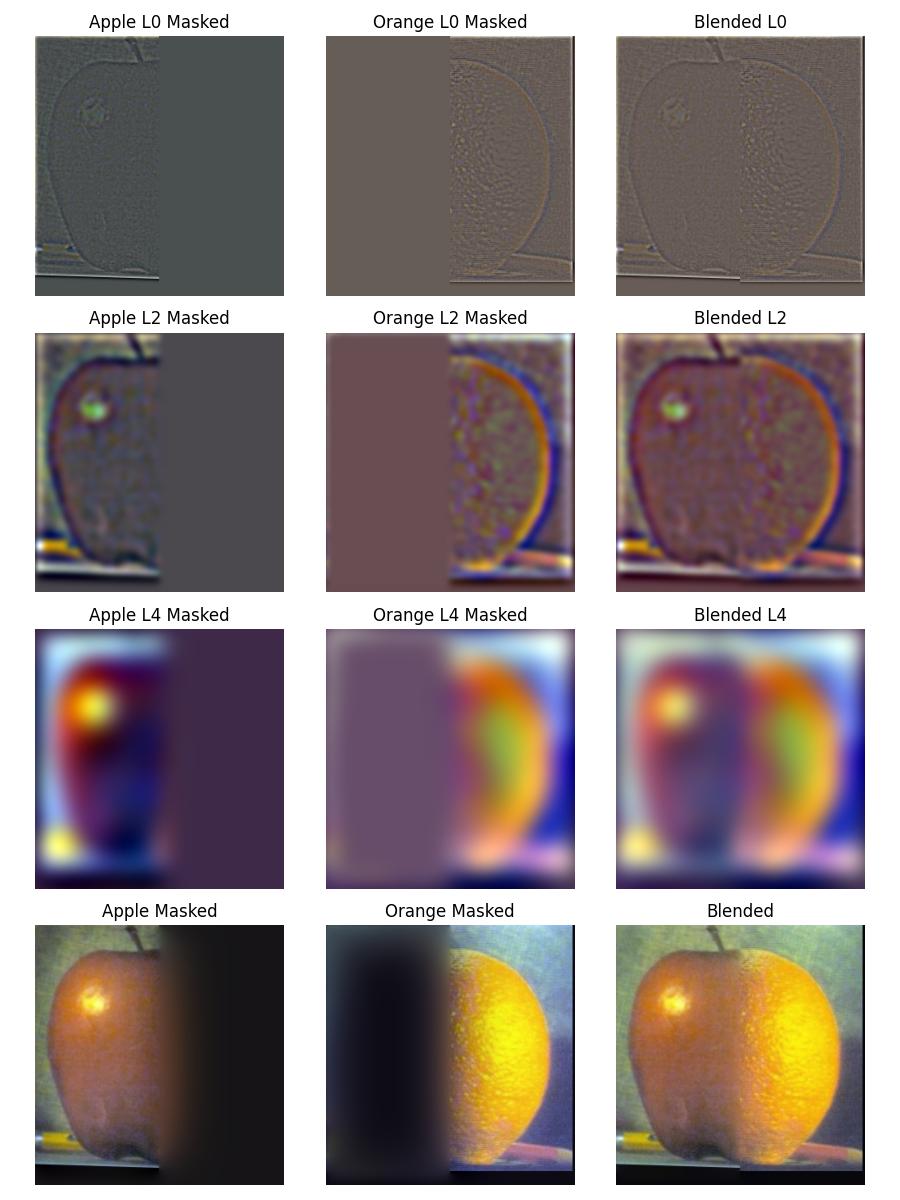 Apple L0 Masked
Orange L0 Masked
Blended L0
Apple L2 Masked
Orange L2 Masked
Blended L2
Apple L4 Masked
Orange L4 Masked
Blended L4
Apple Masked
Orange Masked
Blended